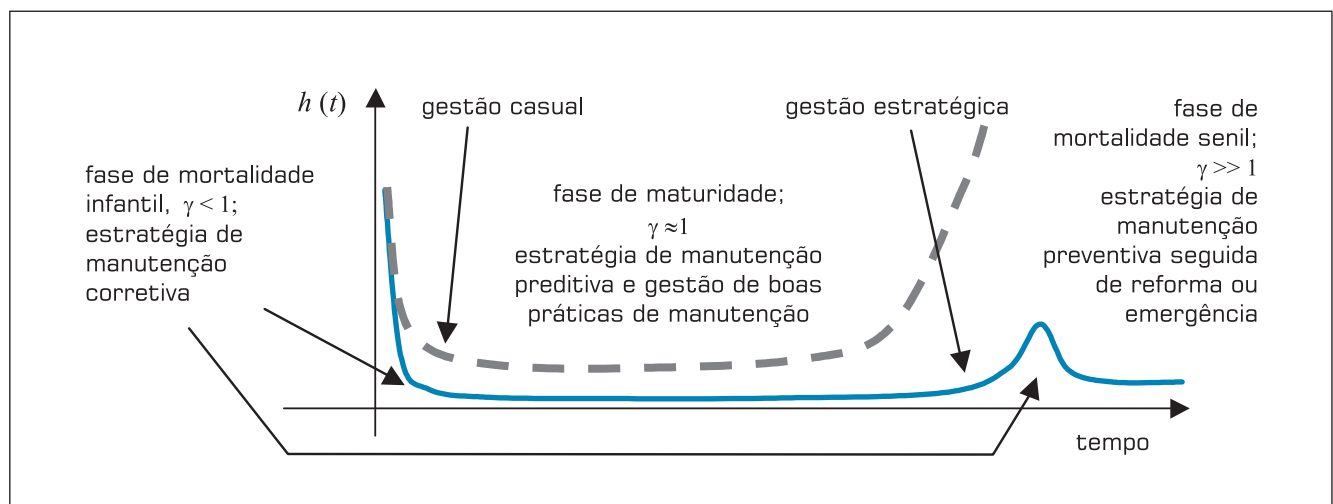 h (t)
gestão casual
gestão estratégica
fase de
mortalidade senil;
γ >> 1
estratégia de
manutenção
preventiva seguida
de reforma ou
emergência
fase de mortalidade
infantil, γ < 1;
estratégia de
manutenção
corretiva
fase de maturidade;
γ ≈1
estratégia de manutenção
preditiva e gestão de boas
práticas de manutenção
tempo